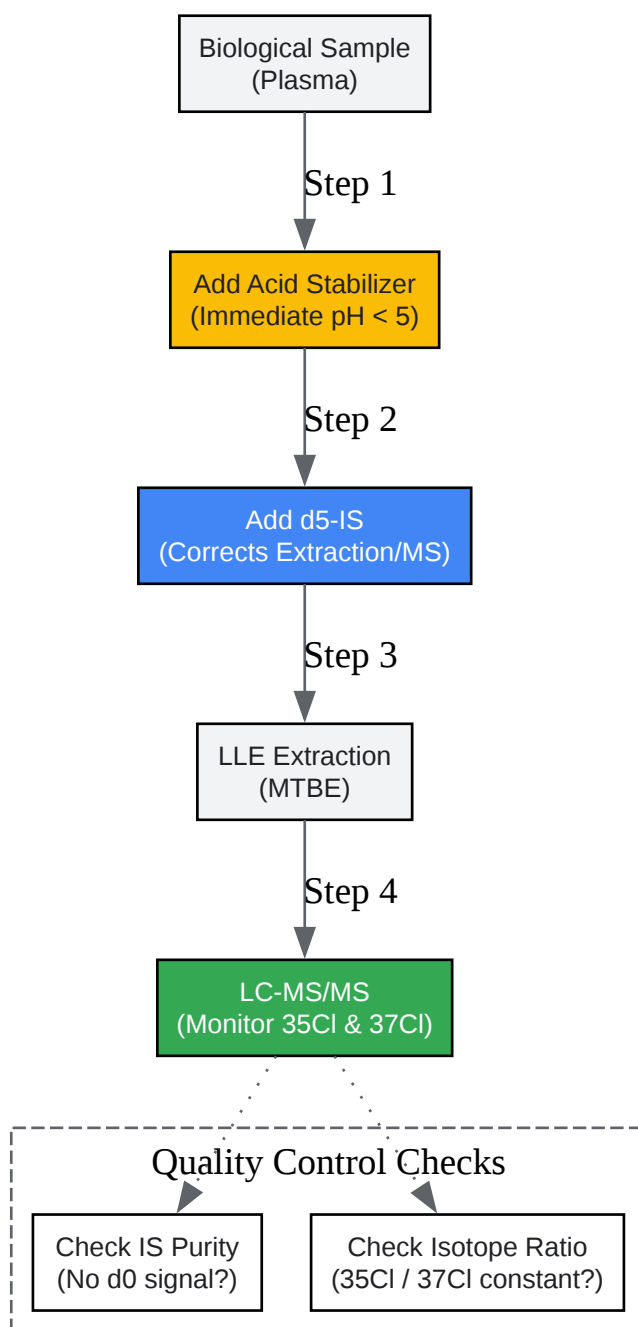 Biological Sample
(Plasma)
Step 1
Add Acid Stabilizer
(Immediate pH < 5)
Step 2
Add d5-IS
(Corrects Extraction/MS)
Step 3
LLE Extraction
(MTBE)
Step 4
LC-MS/MS
(Monitor 35Cl & 37Cl)
Quality Control Checks
Check IS Purity
(No d0 signal?)
Check Isotope Ratio
(35Cl / 37Cl constant?)